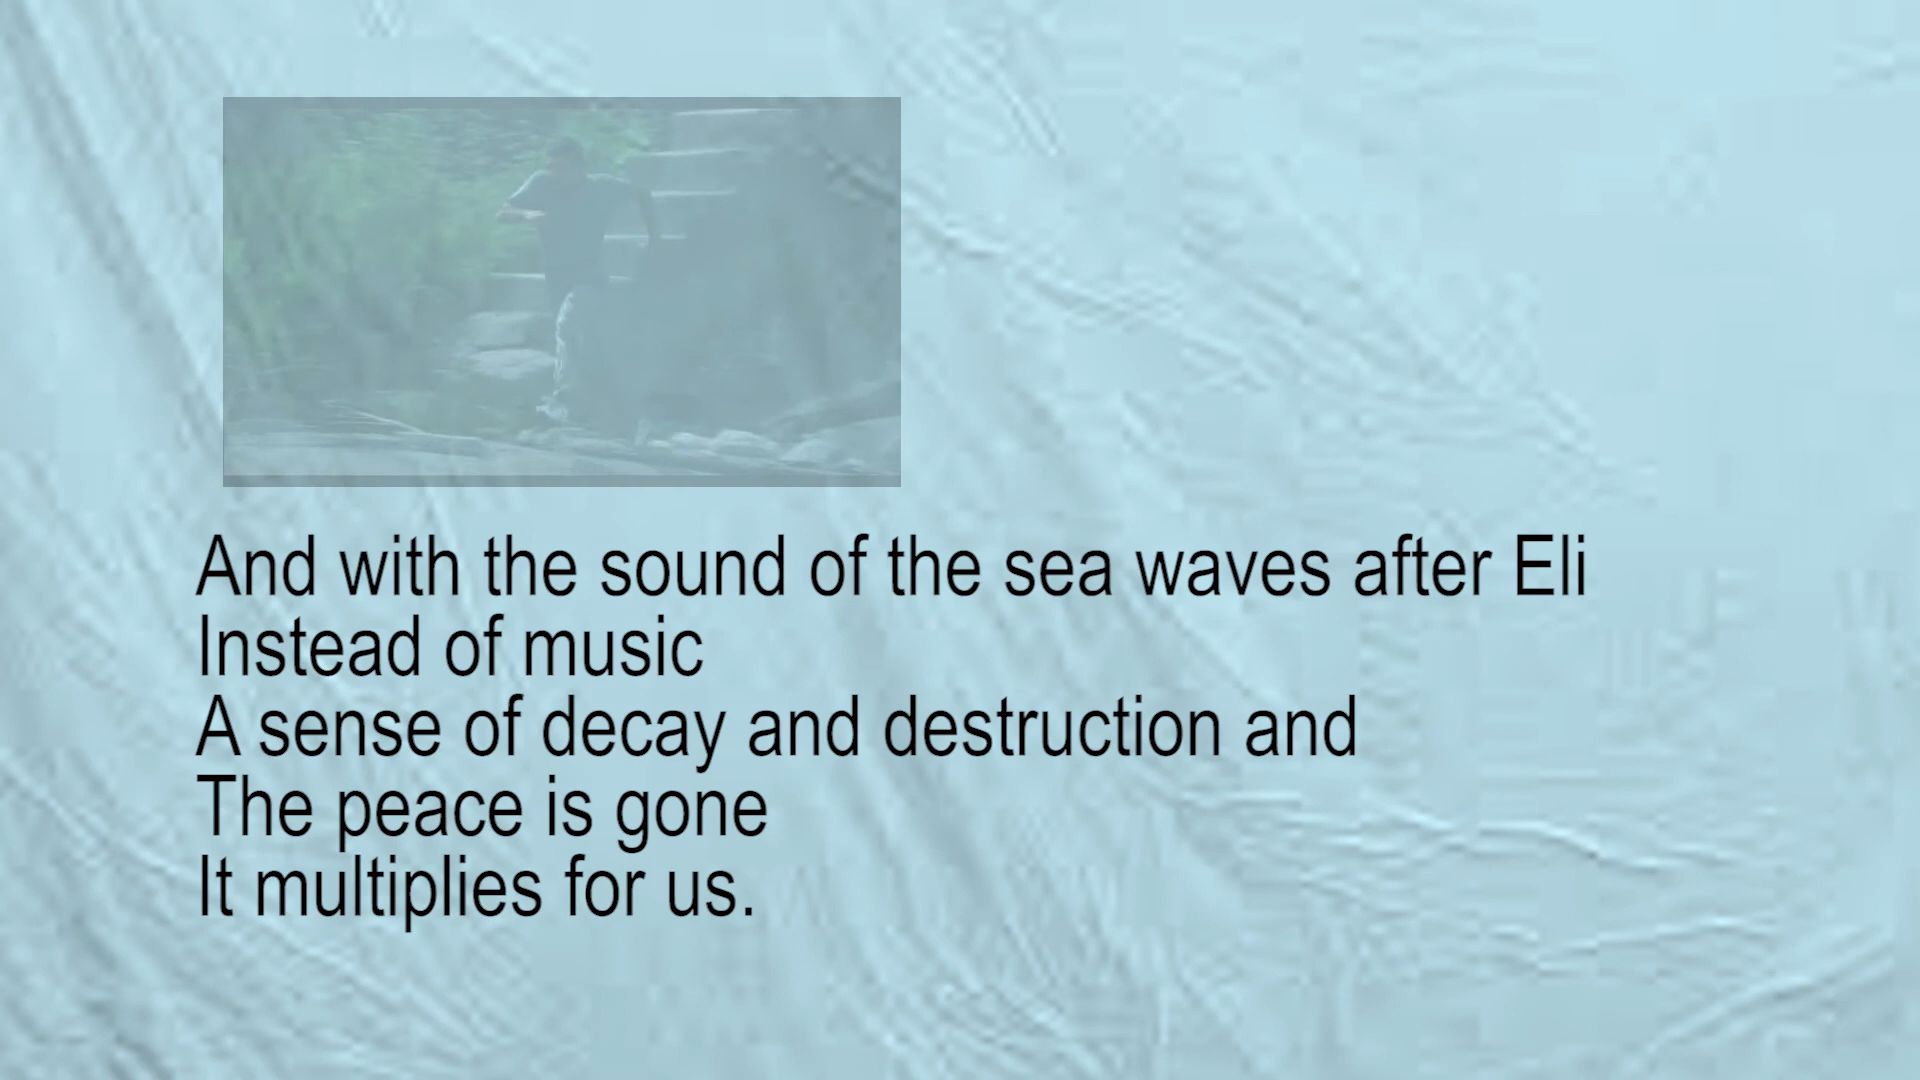 And with the sound of the sea waves after Eli
Instead of music
A sense of decay and destruction and
The peace is gone
It multiplies for us.